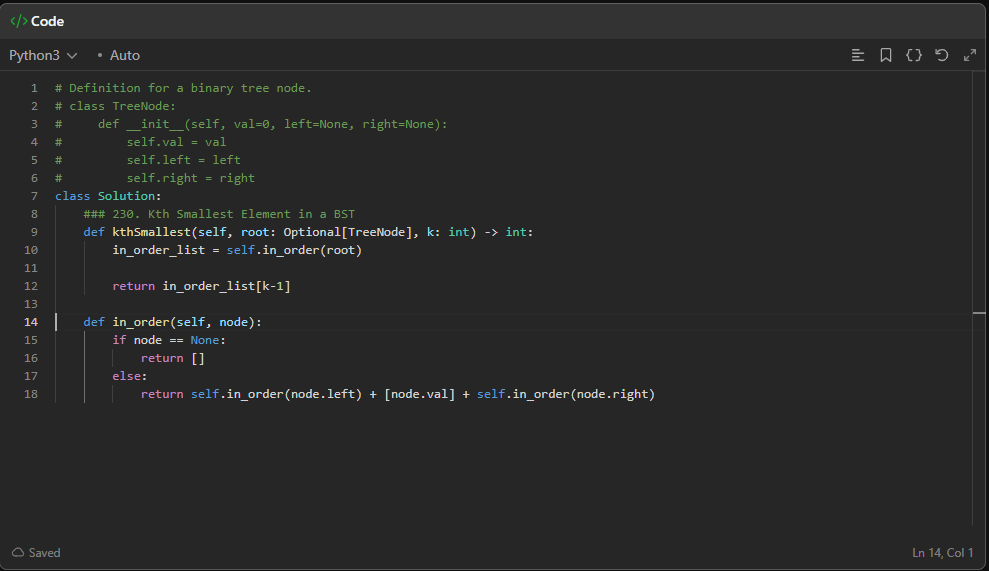 </> Code
Python3 • Auto
1 # Definition for a binary tree node.
2 # class TreeNode:
3 #     def __init__(self, val=0, left=None, right=None):
4 #         self.val = val
5 #         self.left = left
6 #         self.right = right
7 class Solution:
8     ### 230. Kth Smallest Element in a BST
9     def kthSmallest(self, root: Optional[TreeNode], k: int) -> int:
10         in_order_list = self.in_order(root)
11
12         return in_order_list[k-1]
13
14     def in_order(self, node):
15         if node == None:
16             return []
17         else:
18             return self.in_order(node.left) + [node.val] + self.in_order(node.right)
Saved Ln 14, Col 1